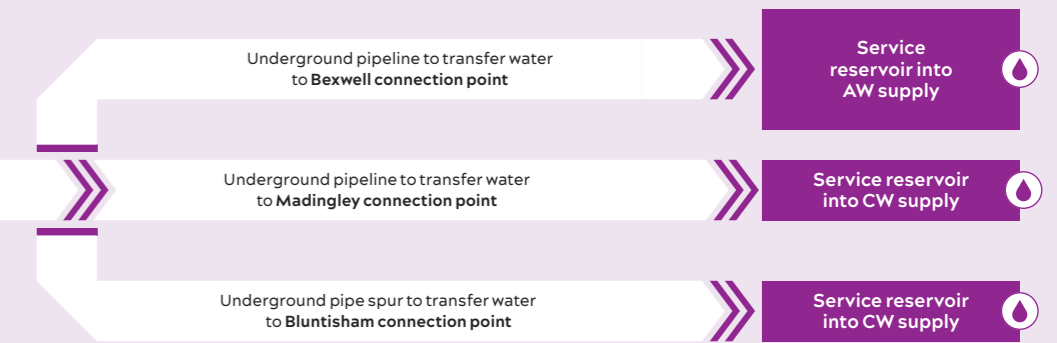 Underground pipeline to transfer water
to Bexwell connection point
Service
reservoir into
AW supply
Underground pipeline to transfer water
to Madingley connection point
Service reservoir
into CW supply
Underground pipe spur to transfer water
to Bluntisham connection point
Service reservoir
into CW supply